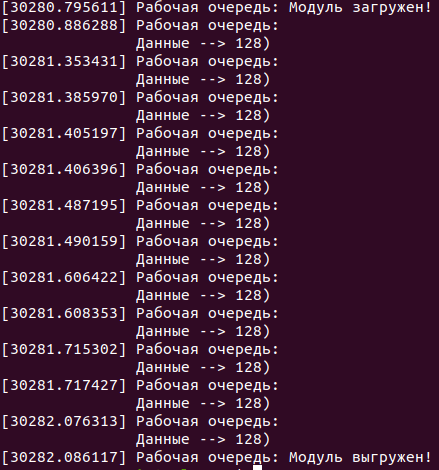 [30280.795611] Рабочая очередь: Модуль загружен!
[30280.886288] Рабочая очередь:
Данные --> 128)
[30281.353431] Рабочая очередь:
Данные --> 128)
[30281.385970] Рабочая очередь:
Данные --> 128)
[30281.405197] Рабочая очередь:
Данные --> 128)
[30281.406396] Рабочая очередь:
Данные --> 128)
[30281.487195] Рабочая очередь:
Данные --> 128)
[30281.490159] Рабочая очередь:
Данные --> 128)
[30281.606422] Рабочая очередь:
Данные --> 128)
[30281.608353] Рабочая очередь:
Данные --> 128)
[30281.715302] Рабочая очередь:
Данные --> 128)
[30281.717427] Рабочая очередь:
Данные --> 128)
[30282.076313] Рабочая очередь:
Данные --> 128)
[30282.086117] Рабочая очередь: Модуль выгружен!